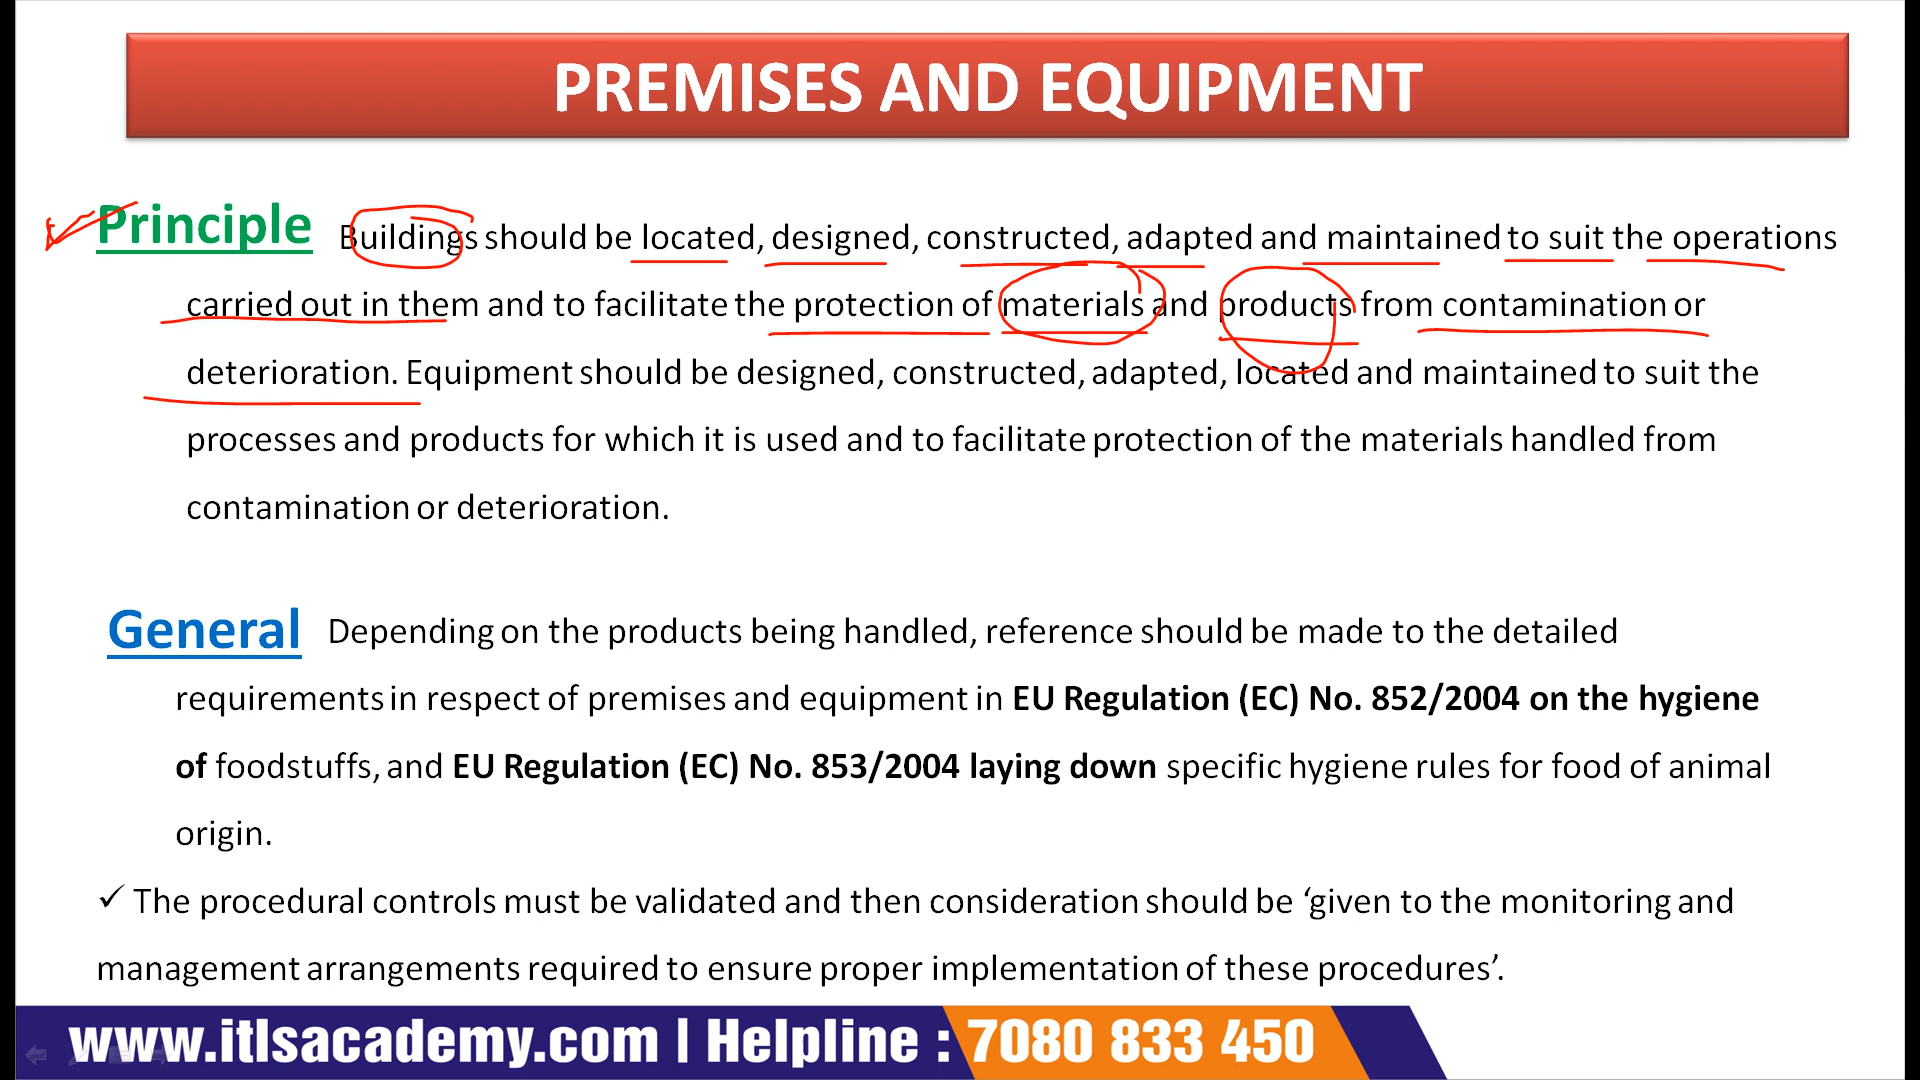 PREMISES AND EQUIPMENT
Principle Buildings should be located, designed, constructed, adapted and maintained to suit the operations
carried out in them and to facilitate the protection of materials and products from contamination or
deterioration. Equipment should be designed, constructed, adapted, located and maintained to suit the
processes and products for which it is used and to facilitate protection of the materials handled from
contamination or deterioration.
General Depending on the products being handled, reference should be made to the detailed
requirements in respect of premises and equipment in EU Regulation (EC) No. 852/2004 on the hygiene
of foodstuffs, and EU Regulation (EC) No. 853/2004 laying down specific hygiene rules for food of animal
origin.
✓ The procedural controls must be validated and then consideration should be ‘given to the monitoring and
management arrangements required to ensure proper implementation of these procedures’.
www.itlsacademy.com | Helpline : 7080 833 450